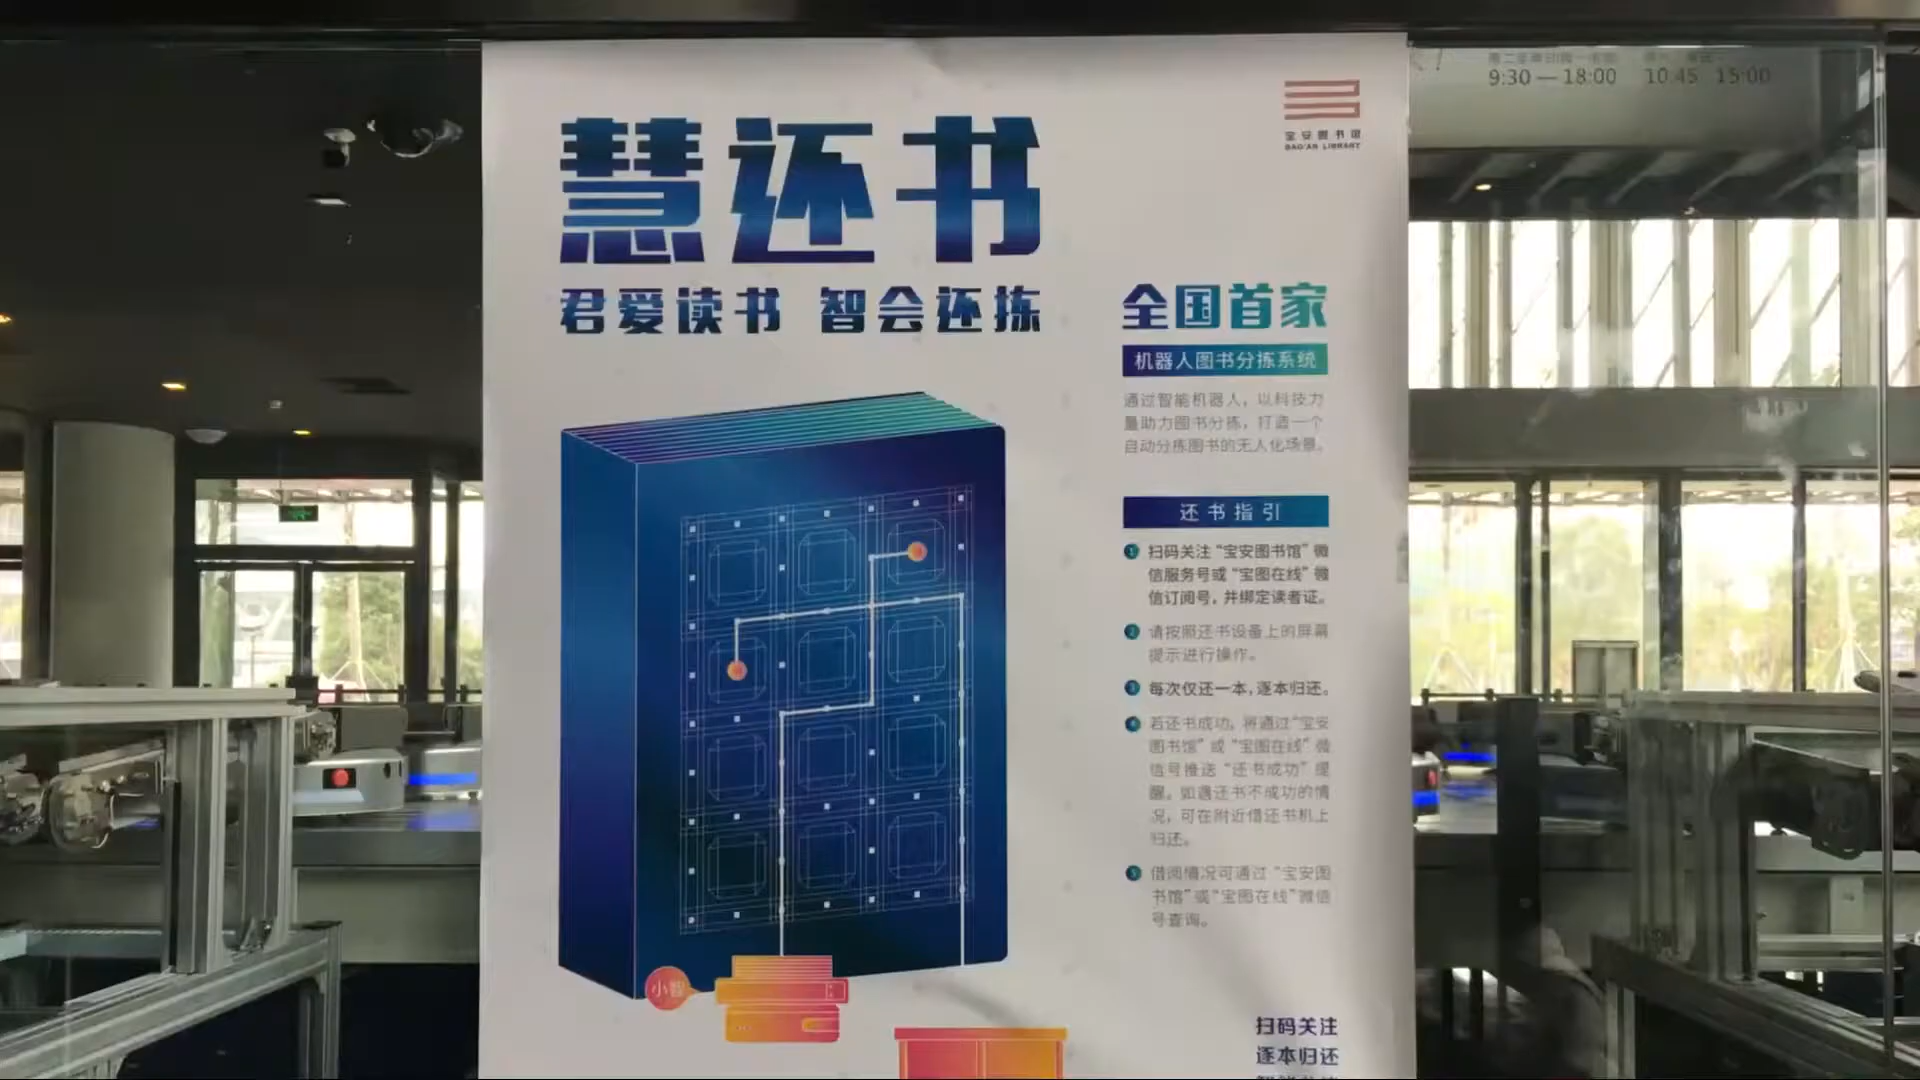 慧还书
君爱读书 智会还拣
宝安图书馆
BAO'AN LIBRARY
9:30 — 18:00 10:45 15:00
全国首家
机器人图书分拣系统
通过智能机器人，以科技力
量助力图书分拣，打造一个
自动分拣图书的无人化场景。
还书指引
1 扫码关注“宝安图书馆”微
信服务号或“宝图在线”微
信订阅号，并绑定读者证。
2 请按照还书设备上的屏幕
提示进行操作。
3 每次仅还一本，逐本归还。
4 若还书成功，将通过“宝安
图书馆”或“宝图在线”微
信号推送“还书成功”提
醒。如遇还书不成功的情
况，可在附近借还书机上
归还。
5 借阅情况可通过“宝安图
书馆”或“宝图在线”微信
号查询。
小智
扫码关注
逐本归还